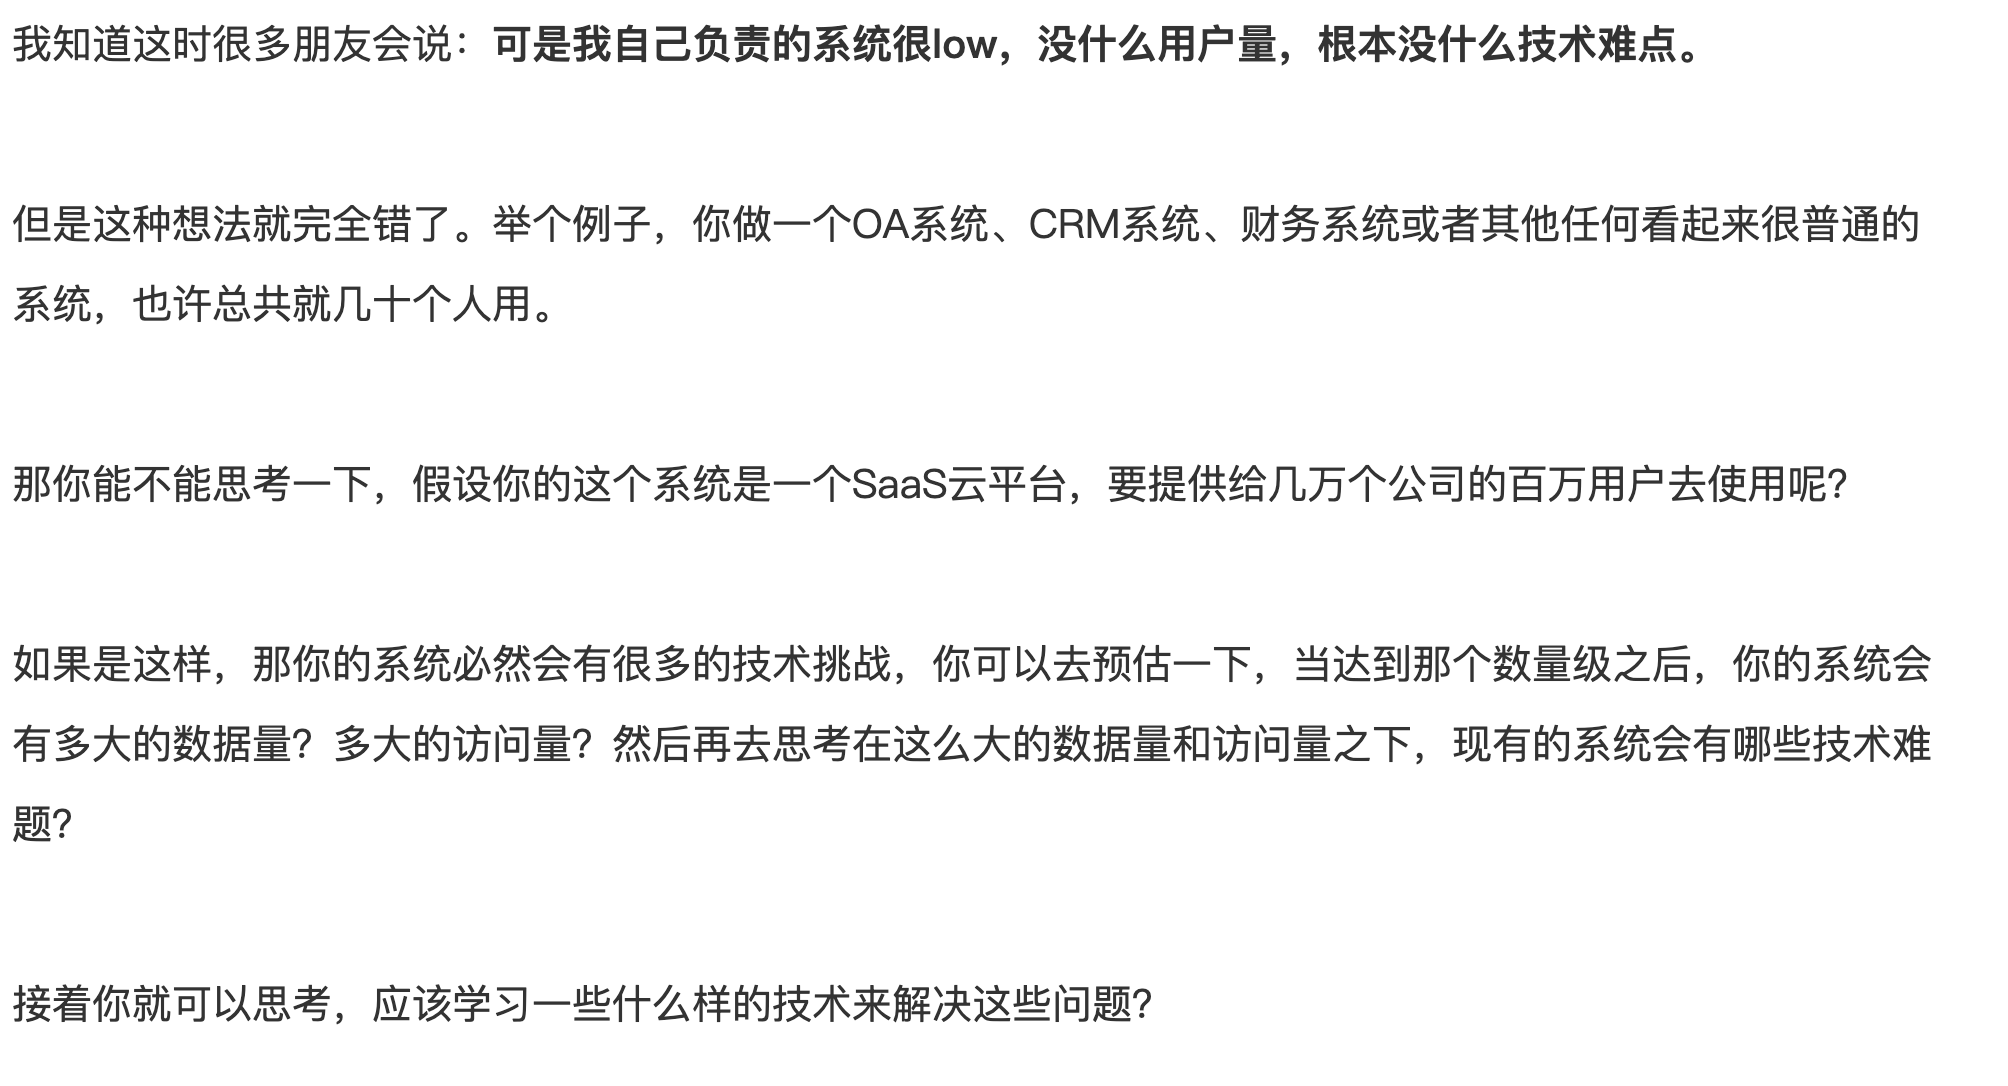 我知道这时很多朋友会说：可是我自己负责的系统很low，没什么用户量，根本没什么技术难点。
但是这种想法就完全错了。举个例子，你做一个OA系统、CRM系统、财务系统或者其他任何看起来很普通的
系统，也许总共就几十个人用。
那你能不能思考一下，假设你的这个系统是一个SaaS云平台，要提供给几万个公司的百万用户去使用呢？
如果是这样，那你的系统必然会有很多的技术挑战，你可以去预估一下，当达到那个数量级之后，你的系统会
有多大的数据量？多大的访问量？然后再去思考在这么大的数据量和访问量之下，现有的系统会有哪些技术难
题？
接着你就可以思考，应该学习一些什么样的技术来解决这些问题？